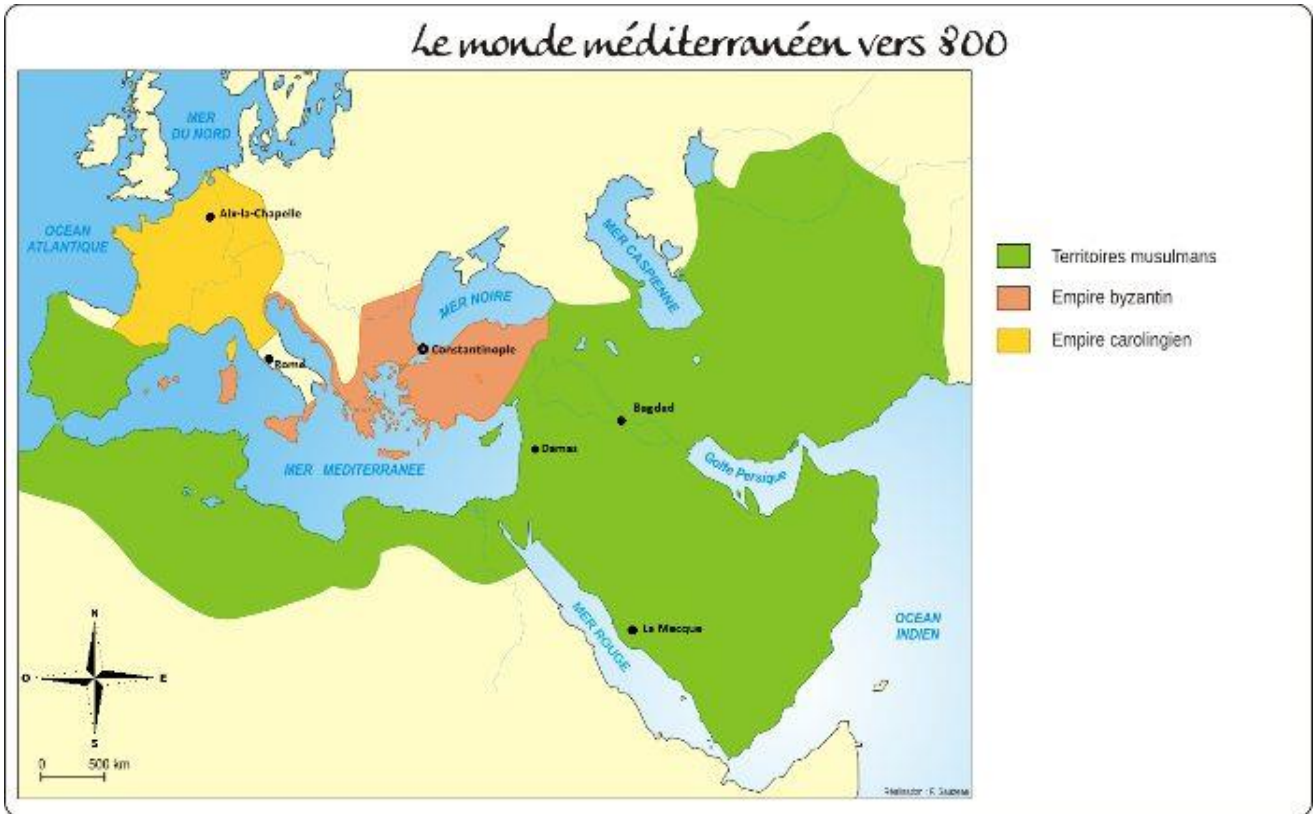 Le monde méditerranéen vers 800
MER
DU NORD
OCEAN
ATLANTIQUE
Aix-la-Chapelle
MER CASPIENNE
MER NOIRE
Constantinople
Rome
Bagdad
Damas
MER MEDITERRANEE
Golfe Persique
MER ROUGE
La Mecque
OCEAN
INDIEN
N
O
E
S
0 500 km
Territoires musulmans
Empire byzantin
Empire carolingien